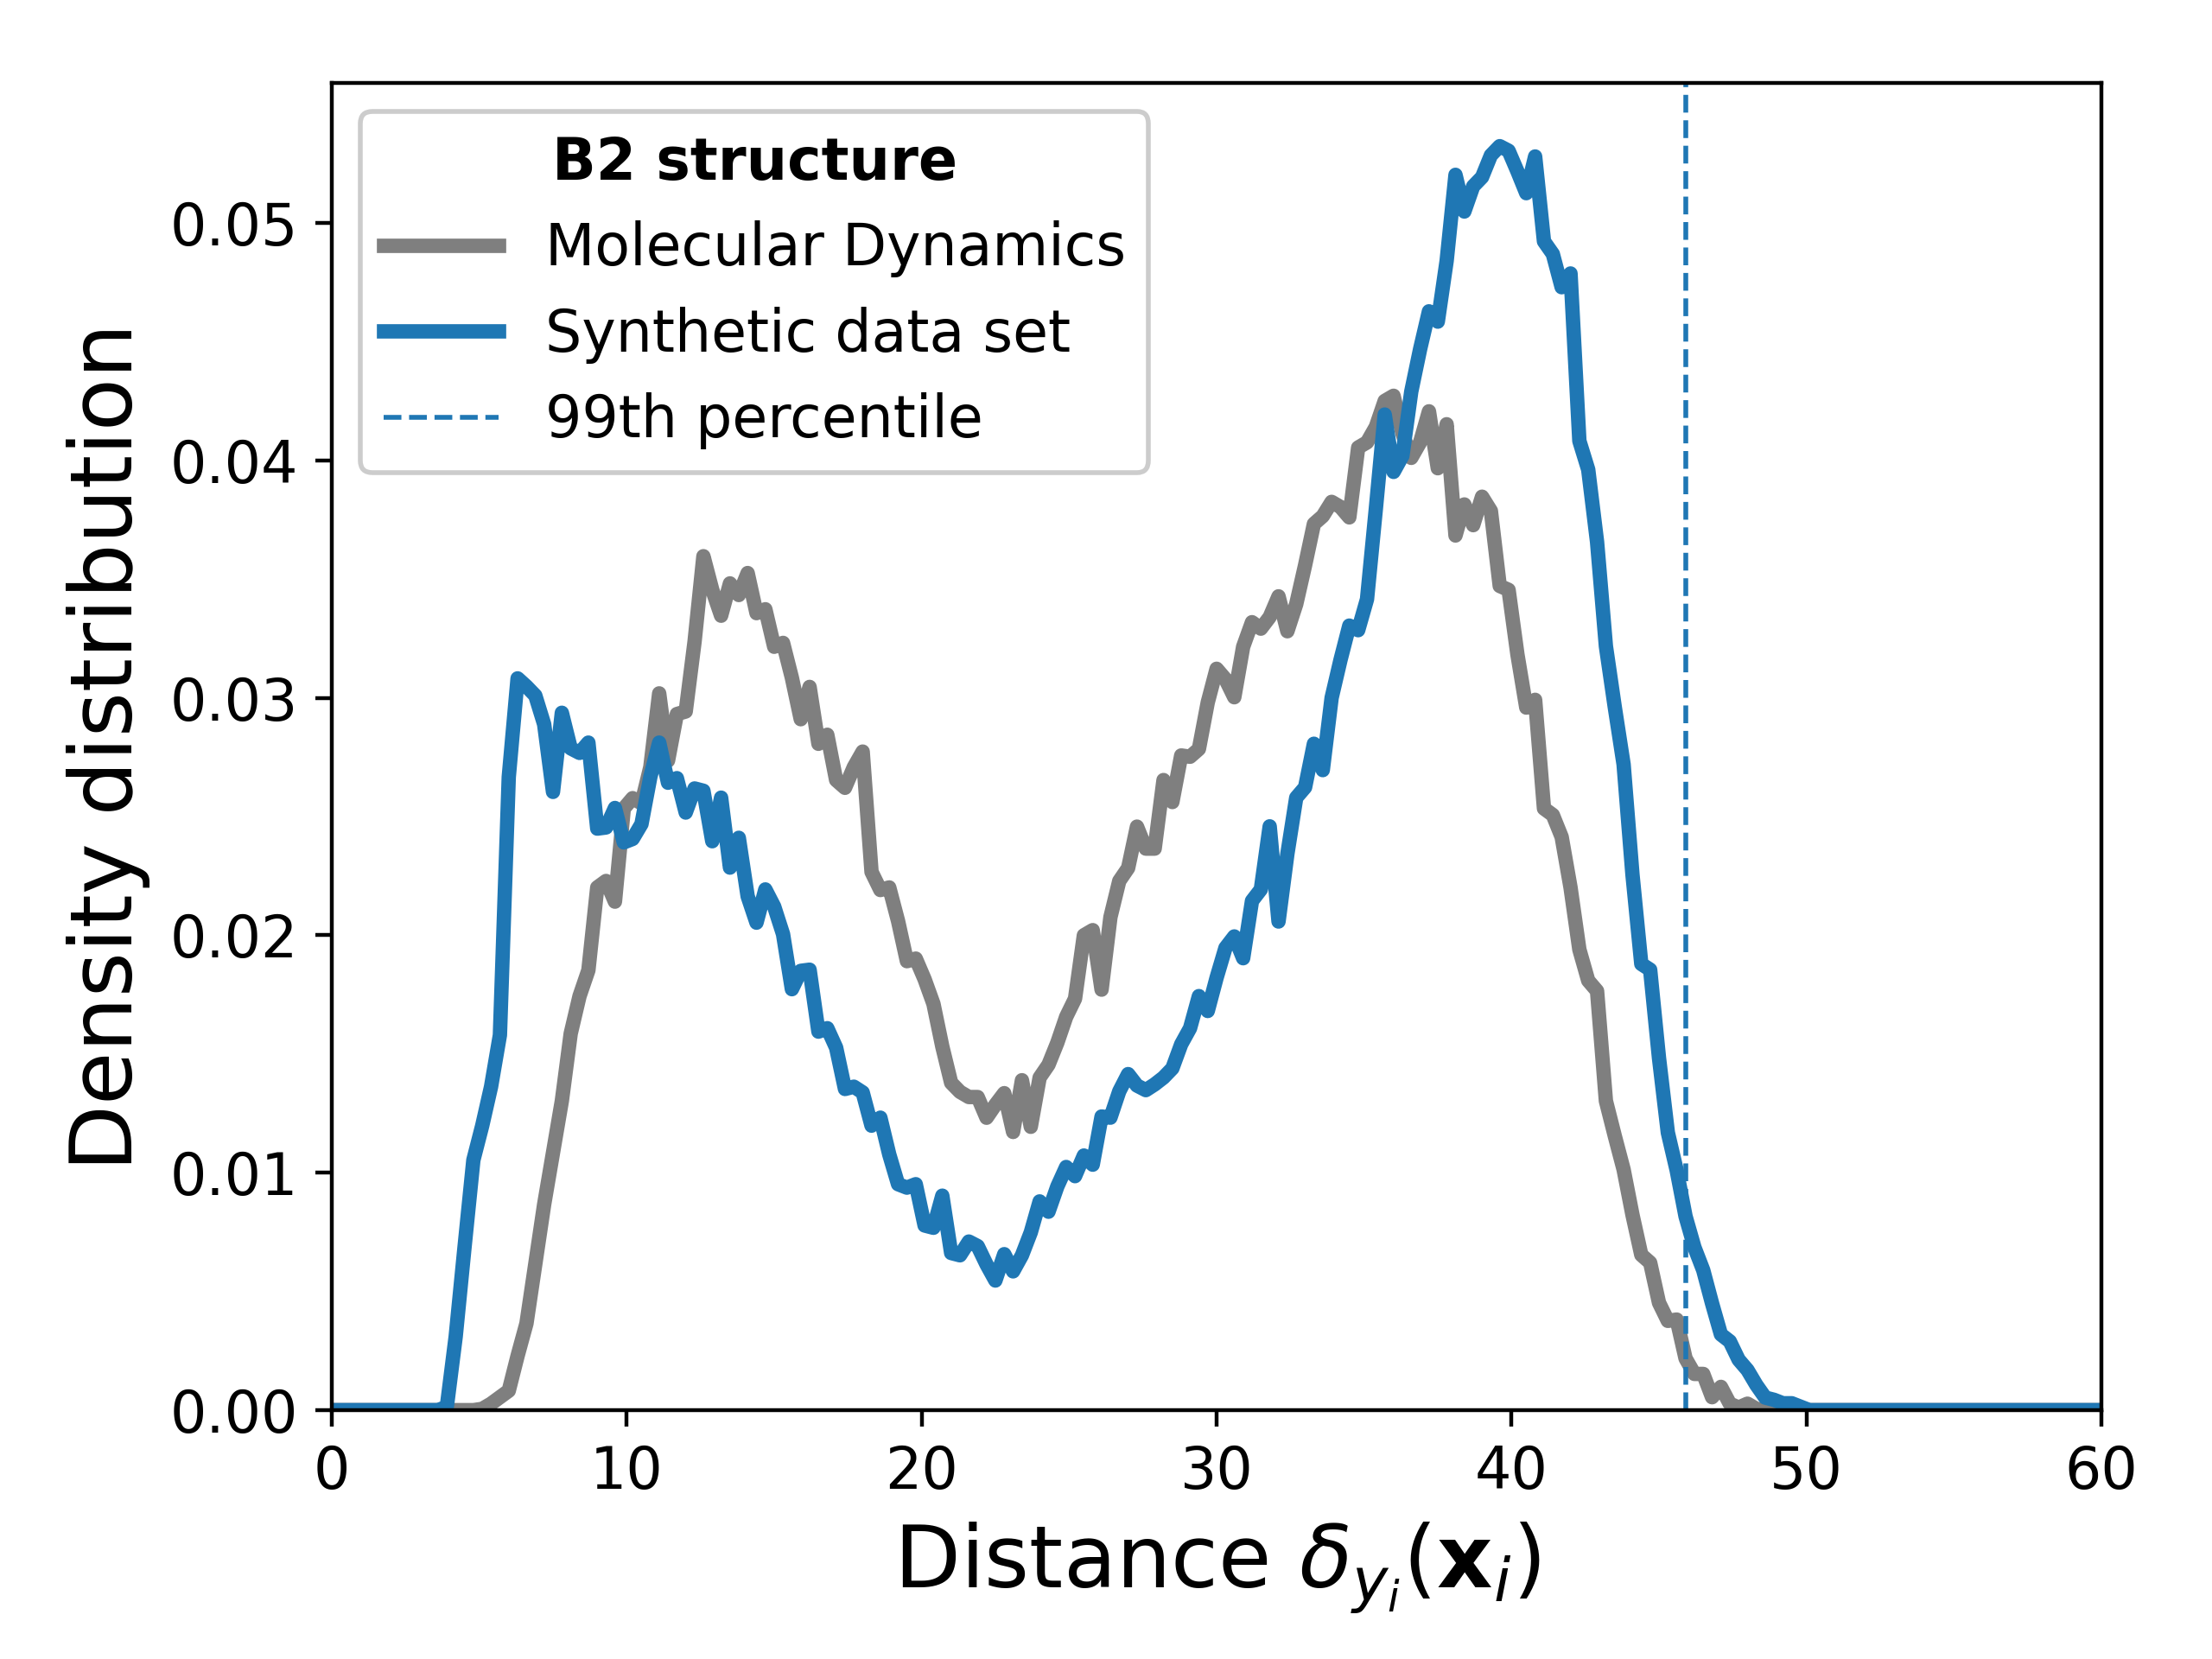 B2 structure
Molecular Dynamics
Synthetic data set
99th percentile
Density distribution
0.05
0.04
0.03
0.02
0.01
0.00
0 10 20 30 40 50 60
Distance δ_{y_i}(𝐱_i)